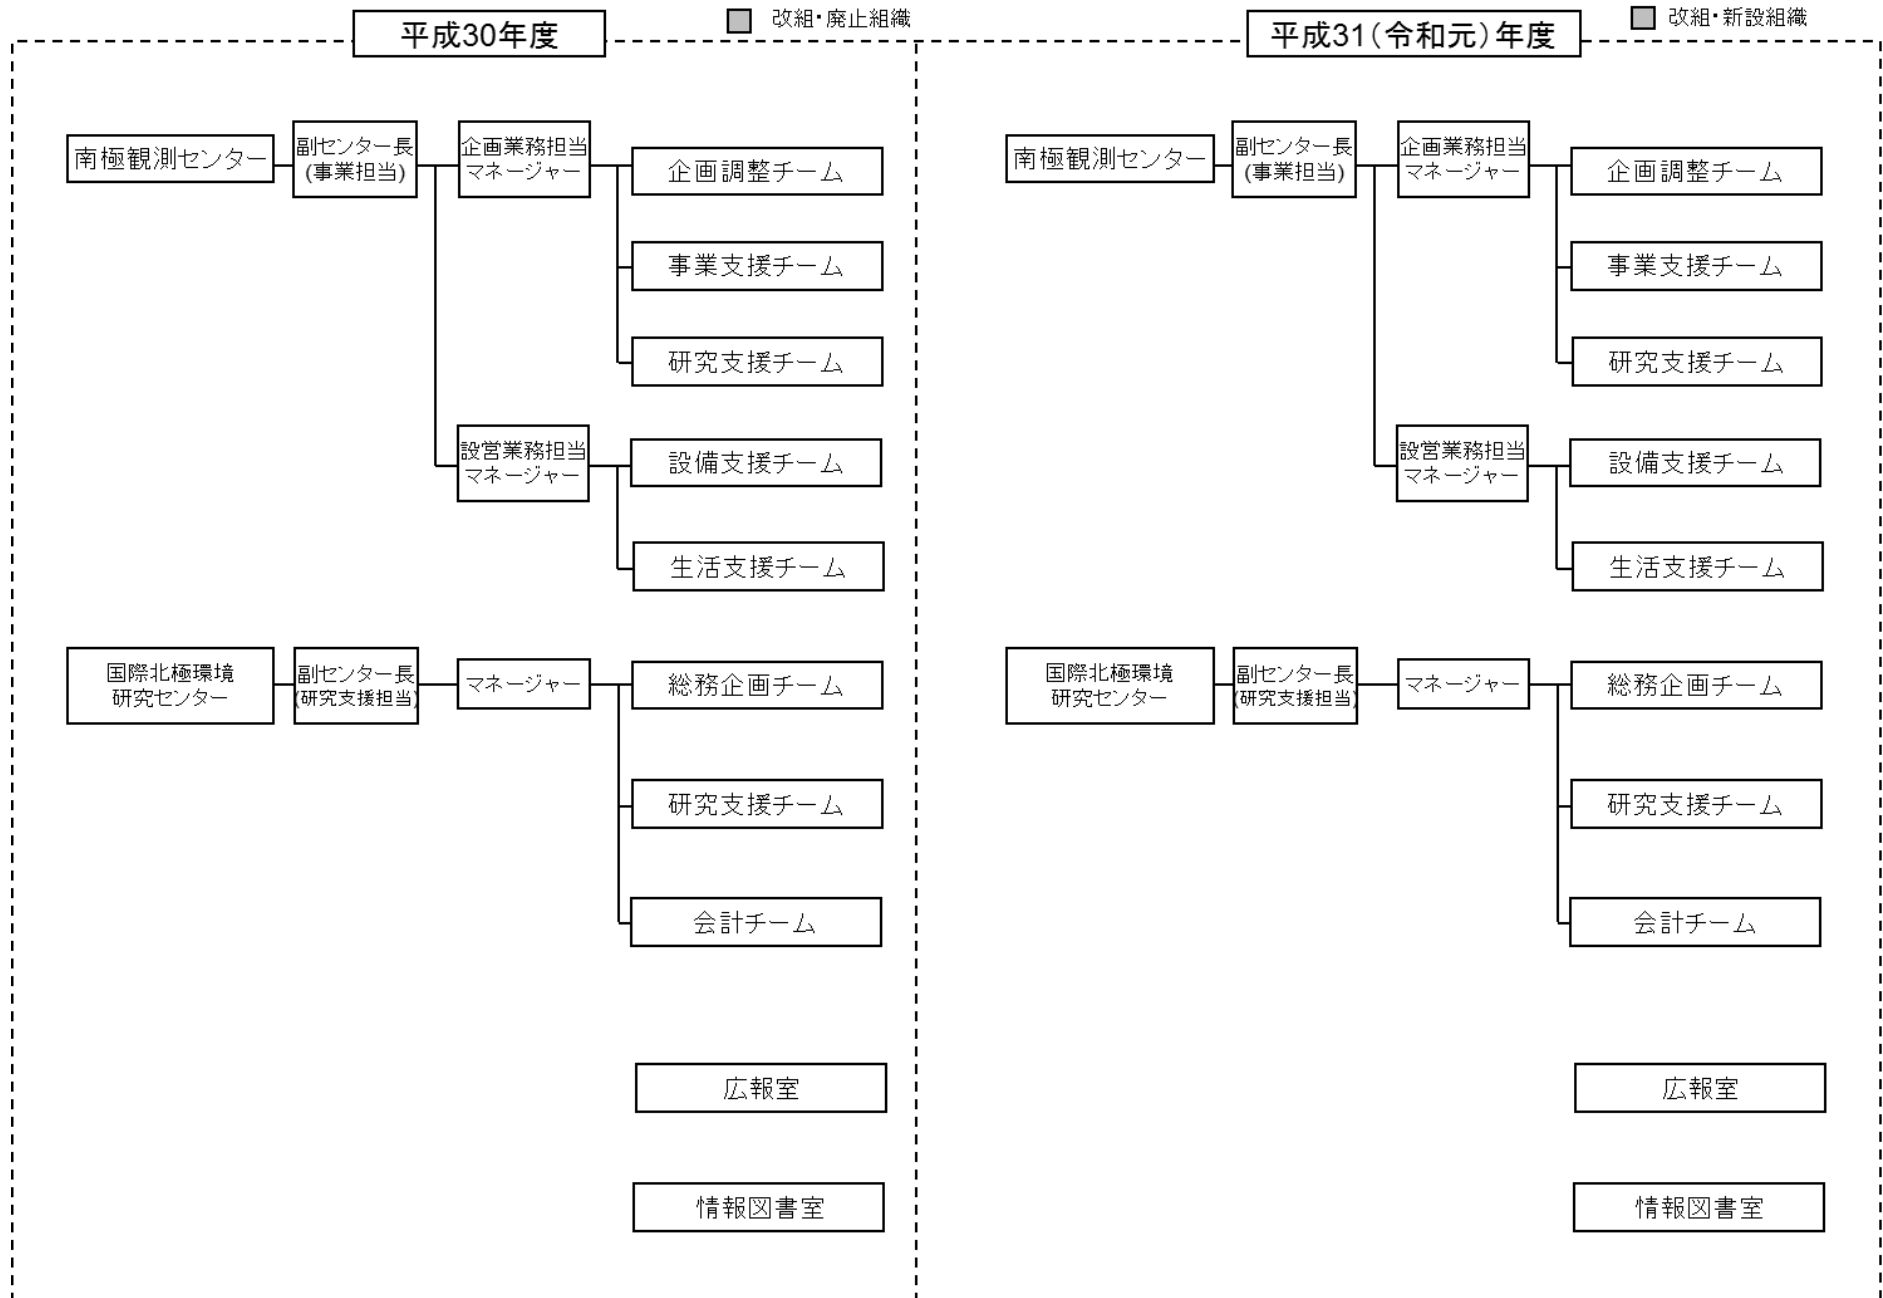 平成30年度
改組・廃止組織
南極観測センター
副センター長
(事業担当)
企画業務担当
マネージャー
企画調整チーム
事業支援チーム
研究支援チーム
設営業務担当
マネージャー
設備支援チーム
生活支援チーム
国際北極環境
研究センター
副センター長
(研究支援担当)
マネージャー
総務企画チーム
研究支援チーム
会計チーム
広報室
情報図書室
平成31(令和元)年度
改組・新設組織
南極観測センター
副センター長
(事業担当)
企画業務担当
マネージャー
企画調整チーム
事業支援チーム
研究支援チーム
設営業務担当
マネージャー
設備支援チーム
生活支援チーム
国際北極環境
研究センター
副センター長
(研究支援担当)
マネージャー
総務企画チーム
研究支援チーム
会計チーム
広報室
情報図書室